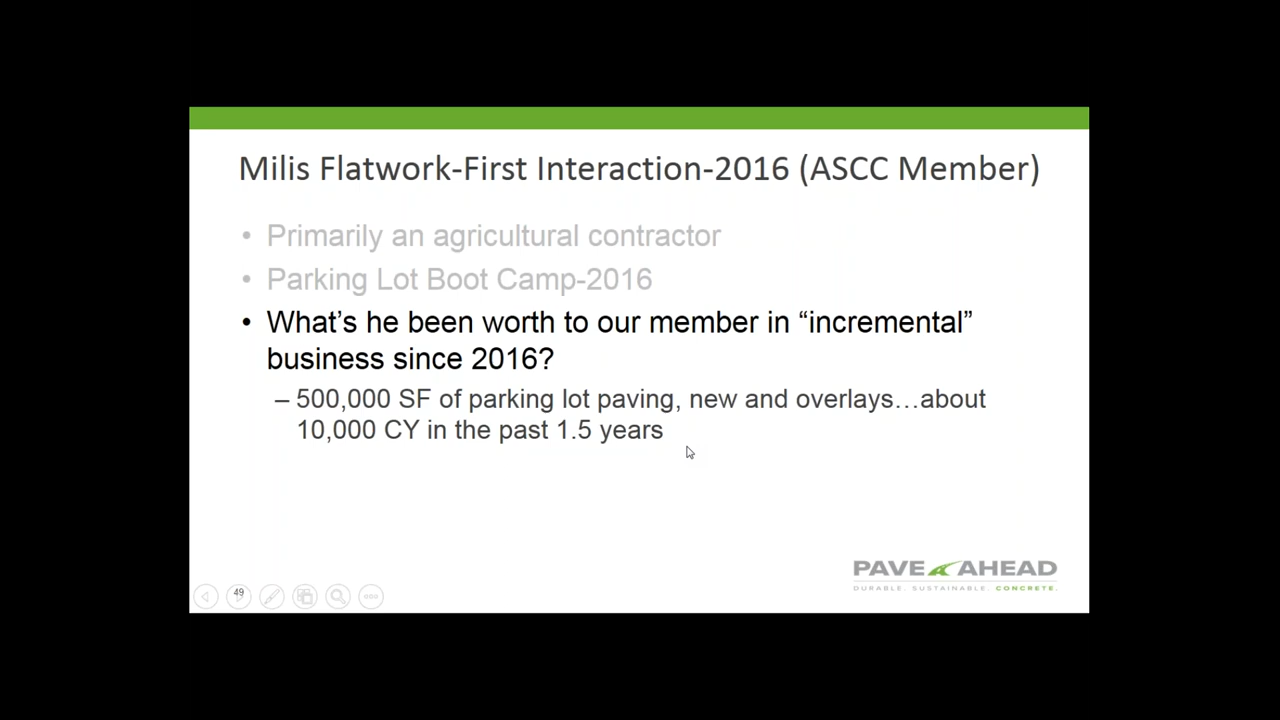 Milis Flatwork-First Interaction-2016 (ASCC Member)
• Primarily an agricultural contractor
• Parking Lot Boot Camp-2016
• What’s he been worth to our member in “incremental”
business since 2016?
– 500,000 SF of parking lot paving, new and overlays…about
10,000 CY in the past 1.5 years
PAVE AHEAD
DURABLE. SUSTAINABLE. CONCRETE.
49